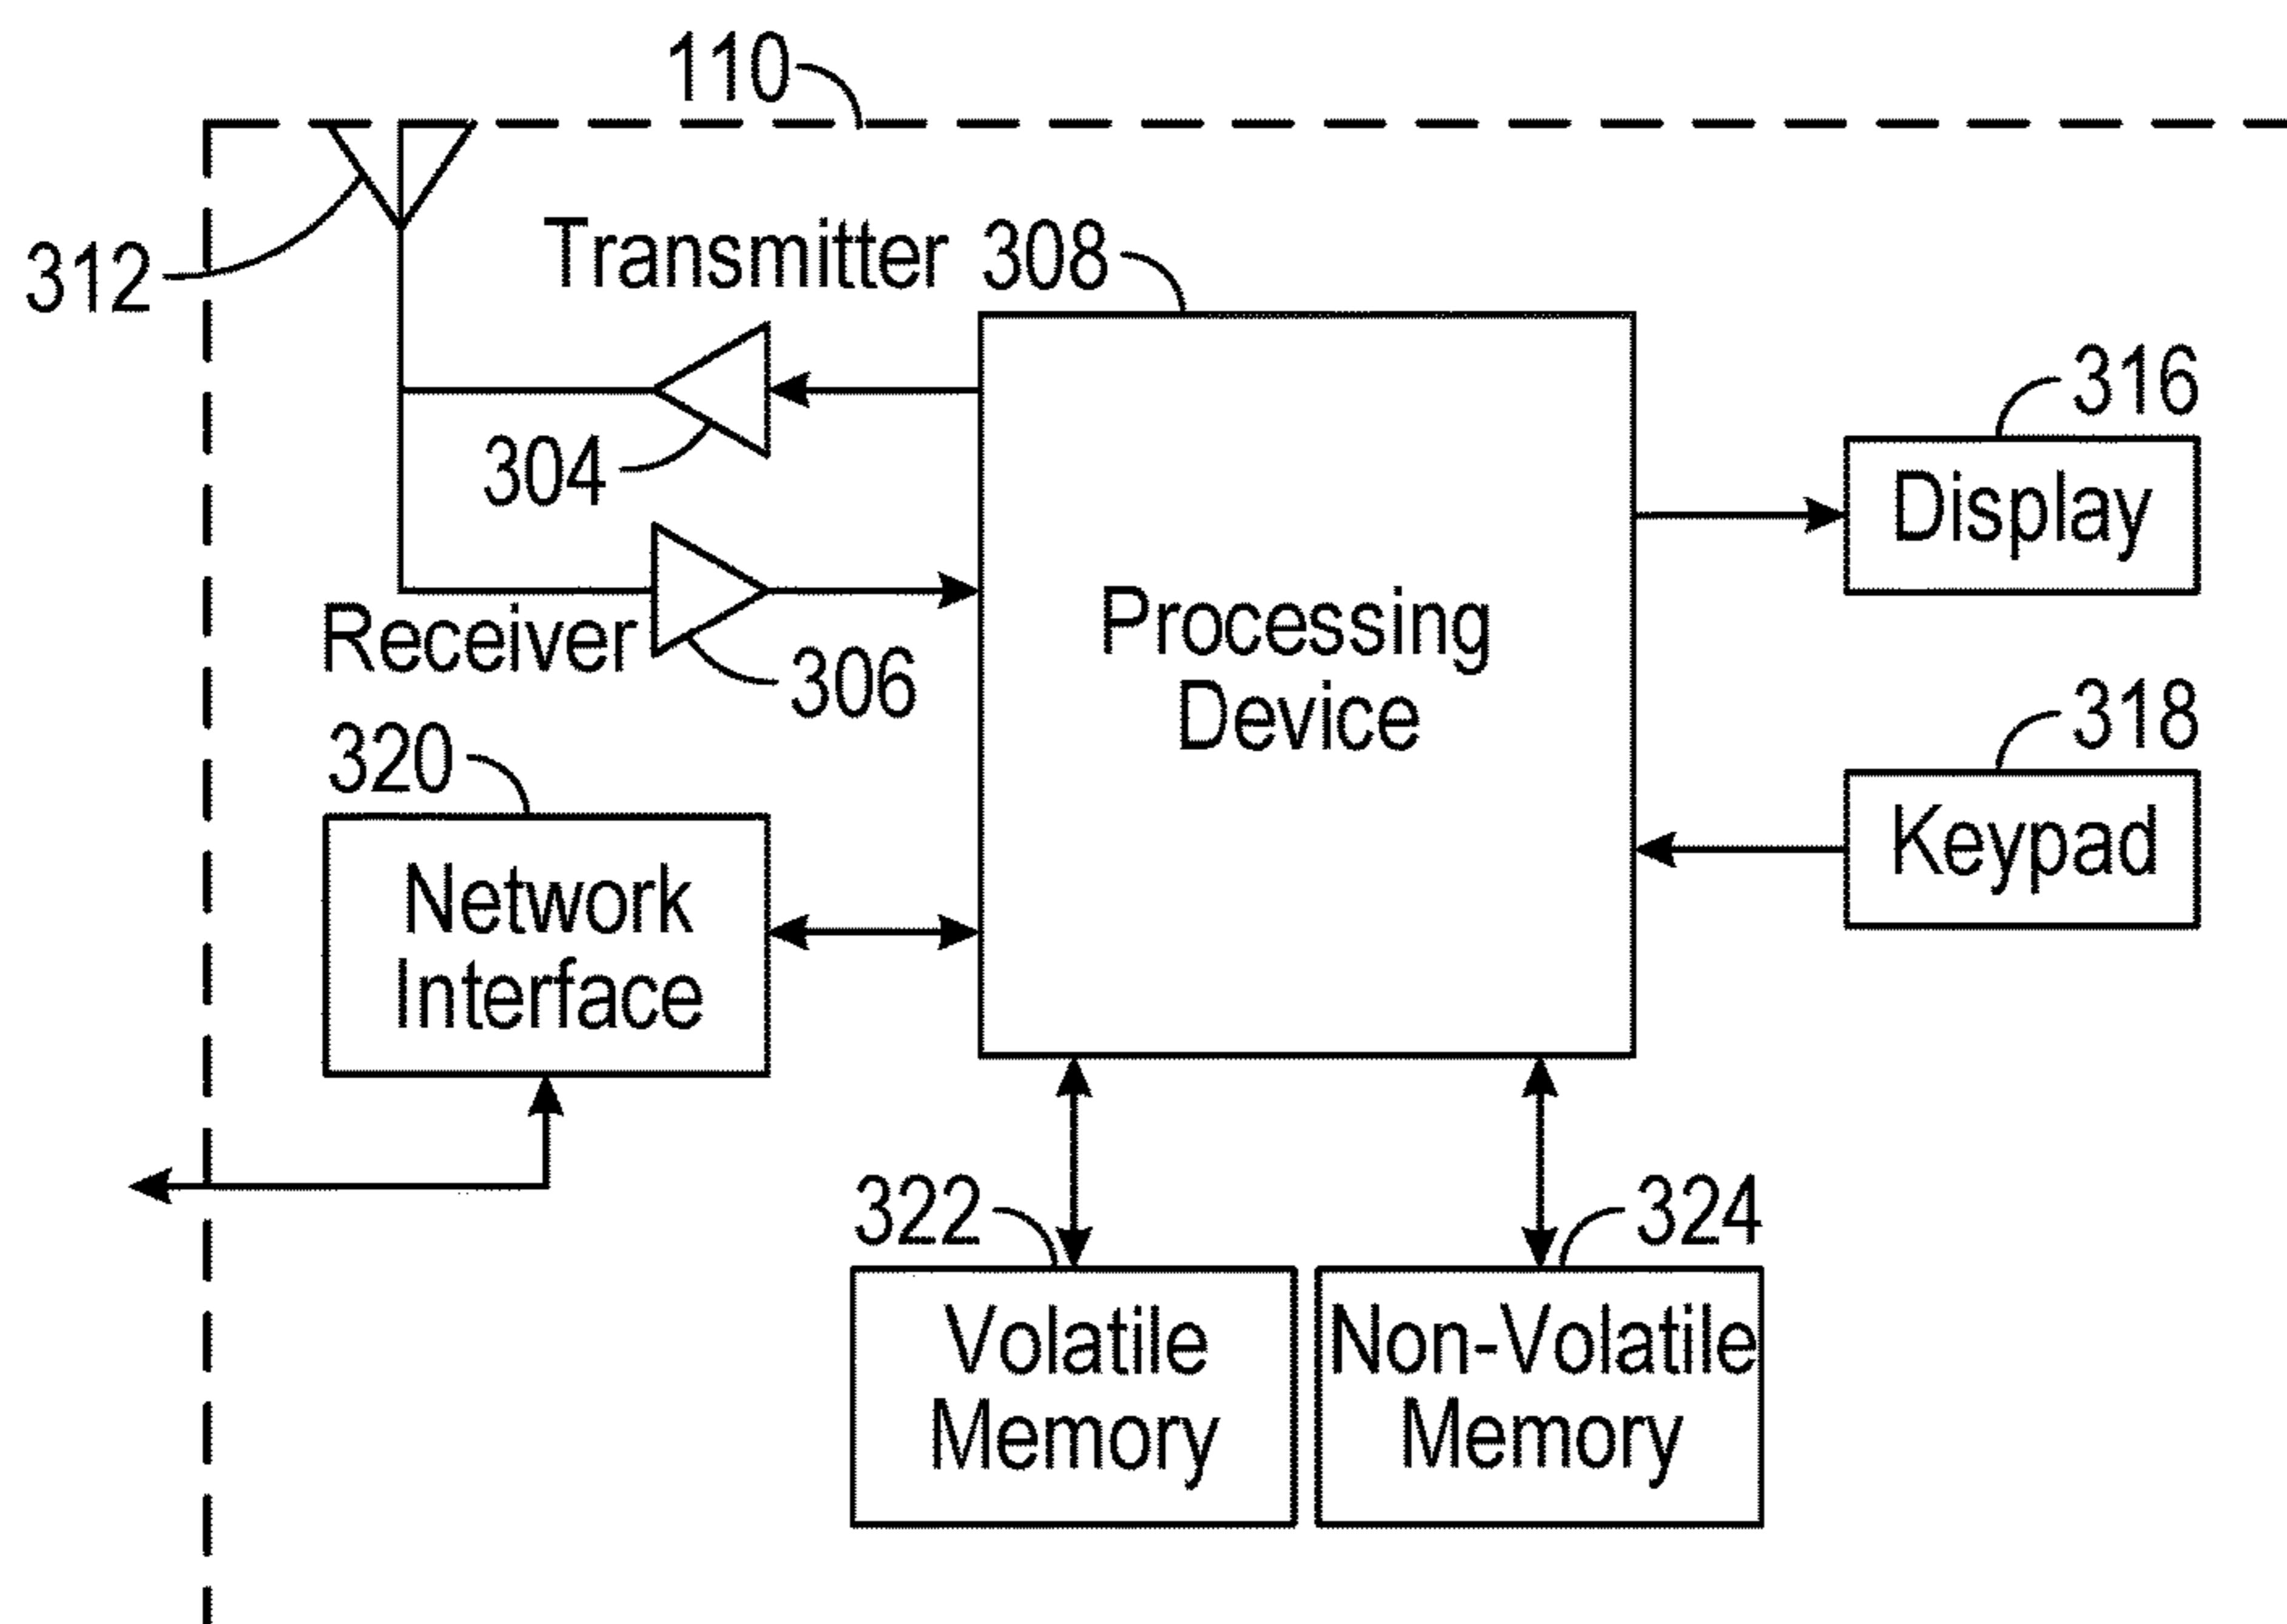 110
312
Transmitter
308
304
316
Display
Receiver
306
Processing
Device
318
Keypad
320
Network
Interface
322
324
Volatile
Memory
Non-Volatile
Memory